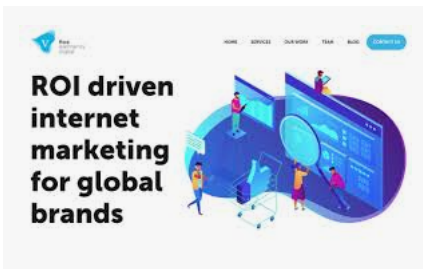 V
HOME SERVICES OUR WORK TEAM BLOG CONTACT US
ROI driven
internet
marketing
for global
brands